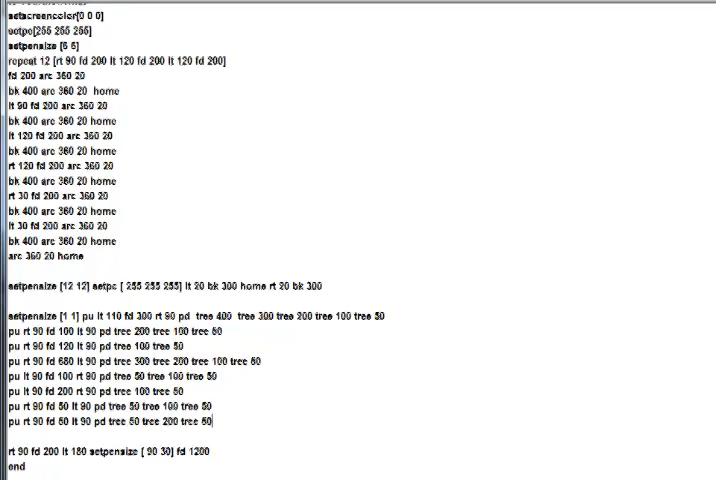 setscreencolor[0 0 0]
setpc[255 255 255]
setpensize [6 6]
repeat 12 [rt 90 fd 200 lt 120 fd 200 lt 120 fd 200]
fd 200 arc 360 20
bk 400 arc 360 20 home
lt 90 fd 200 arc 360 20
bk 400 arc 360 20 home
lt 120 fd 200 arc 360 20
bk 400 arc 360 20 home
rt 120 fd 200 arc 360 20
bk 400 arc 360 20 home
rt 30 fd 200 arc 360 20
bk 400 arc 360 20 home
lt 30 fd 200 arc 360 20
bk 400 arc 360 20 home
arc 360 20 home
setpensize [12 12] setpc [ 255 255 255] lt 20 bk 300 home rt 20 bk 300
setpensize [1 1] pu lt 110 fd 300 rt 90 pd tree 400 tree 300 tree 200 tree 100 tree 50
pu rt 90 fd 100 lt 90 pd tree 200 tree 100 tree 50
pu rt 90 fd 120 lt 90 pd tree 100 tree 50
pu rt 90 fd 680 lt 90 pd tree 300 tree 200 tree 100 tree 50
pu lt 90 fd 100 rt 90 pd tree 50 tree 100 tree 50
pu lt 90 fd 200 rt 90 pd tree 100 tree 50
pu rt 90 fd 50 lt 90 pd tree 50 tree 100 tree 50
pu rt 90 fd 50 lt 90 pd tree 50 tree 200 tree 50
rt 90 fd 200 lt 180 setpensize [ 90 30] fd 1200
end